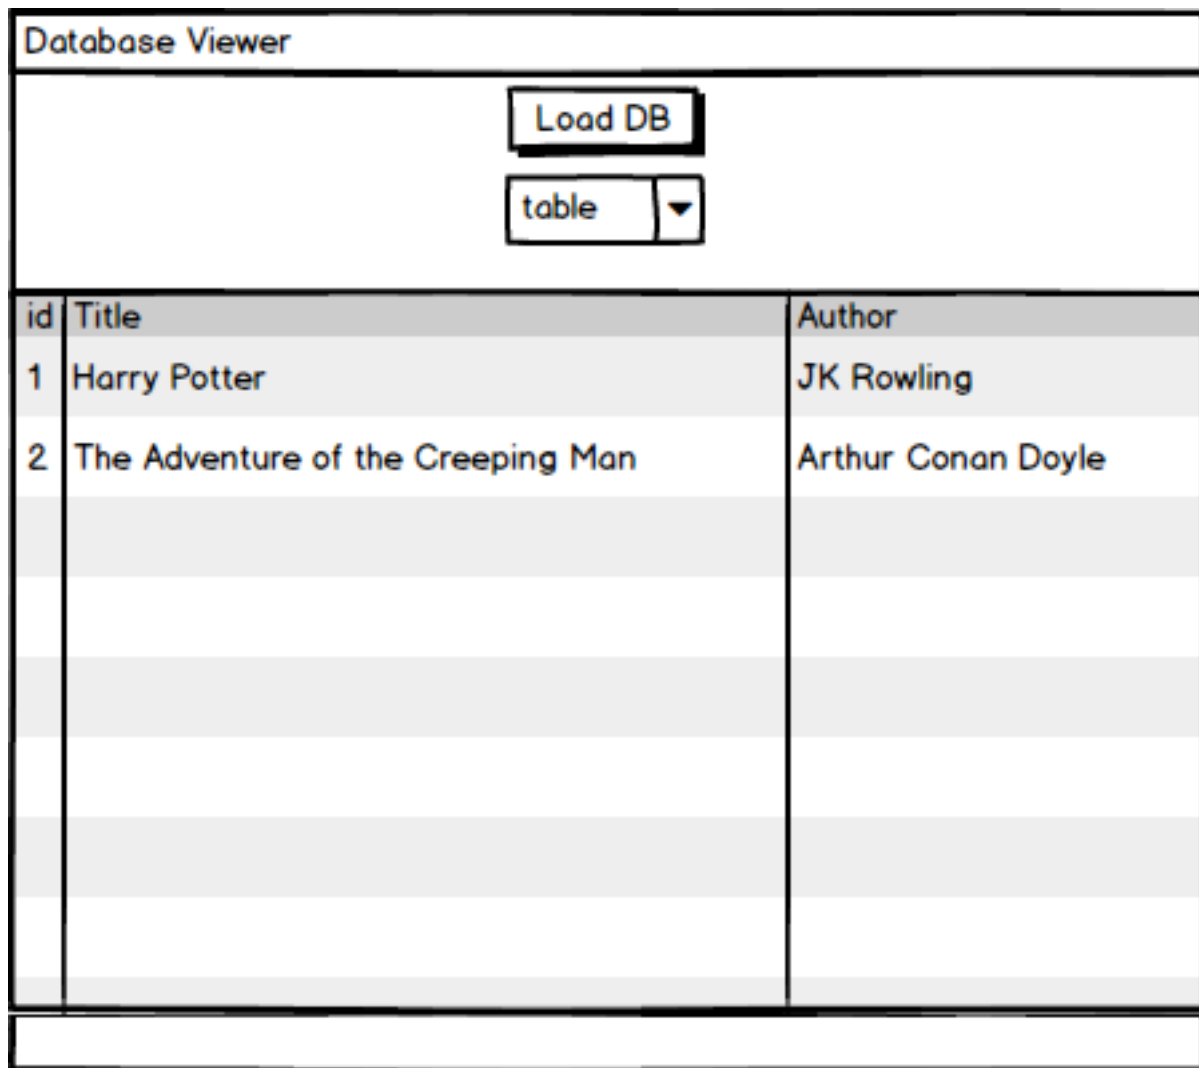 Database Viewer
Load DB
table
id Title Author
1 Harry Potter JK Rowling
2 The Adventure of the Creeping Man Arthur Conan Doyle